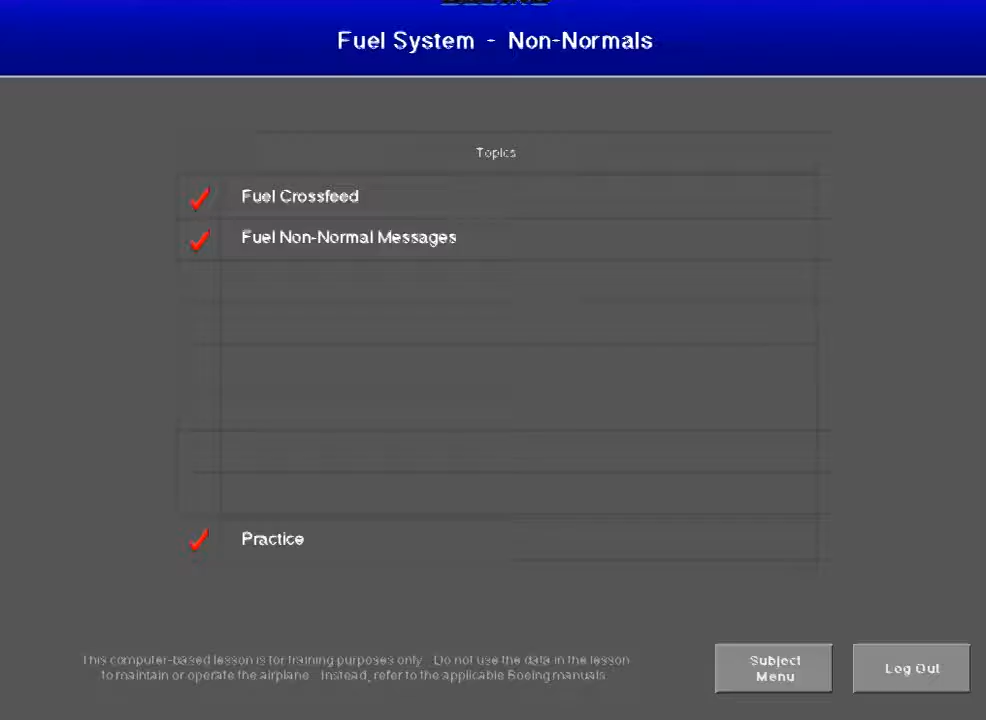 Fuel System - Non-Normals
Topics
Fuel Crossfeed
Fuel Non-Normal Messages
Practice
This computer-based lesson is for training purposes only. Do not use the data in the lesson
to maintain or operate the airplane. Instead, refer to the applicable Boeing manuals.
Subject
Menu
Log Out